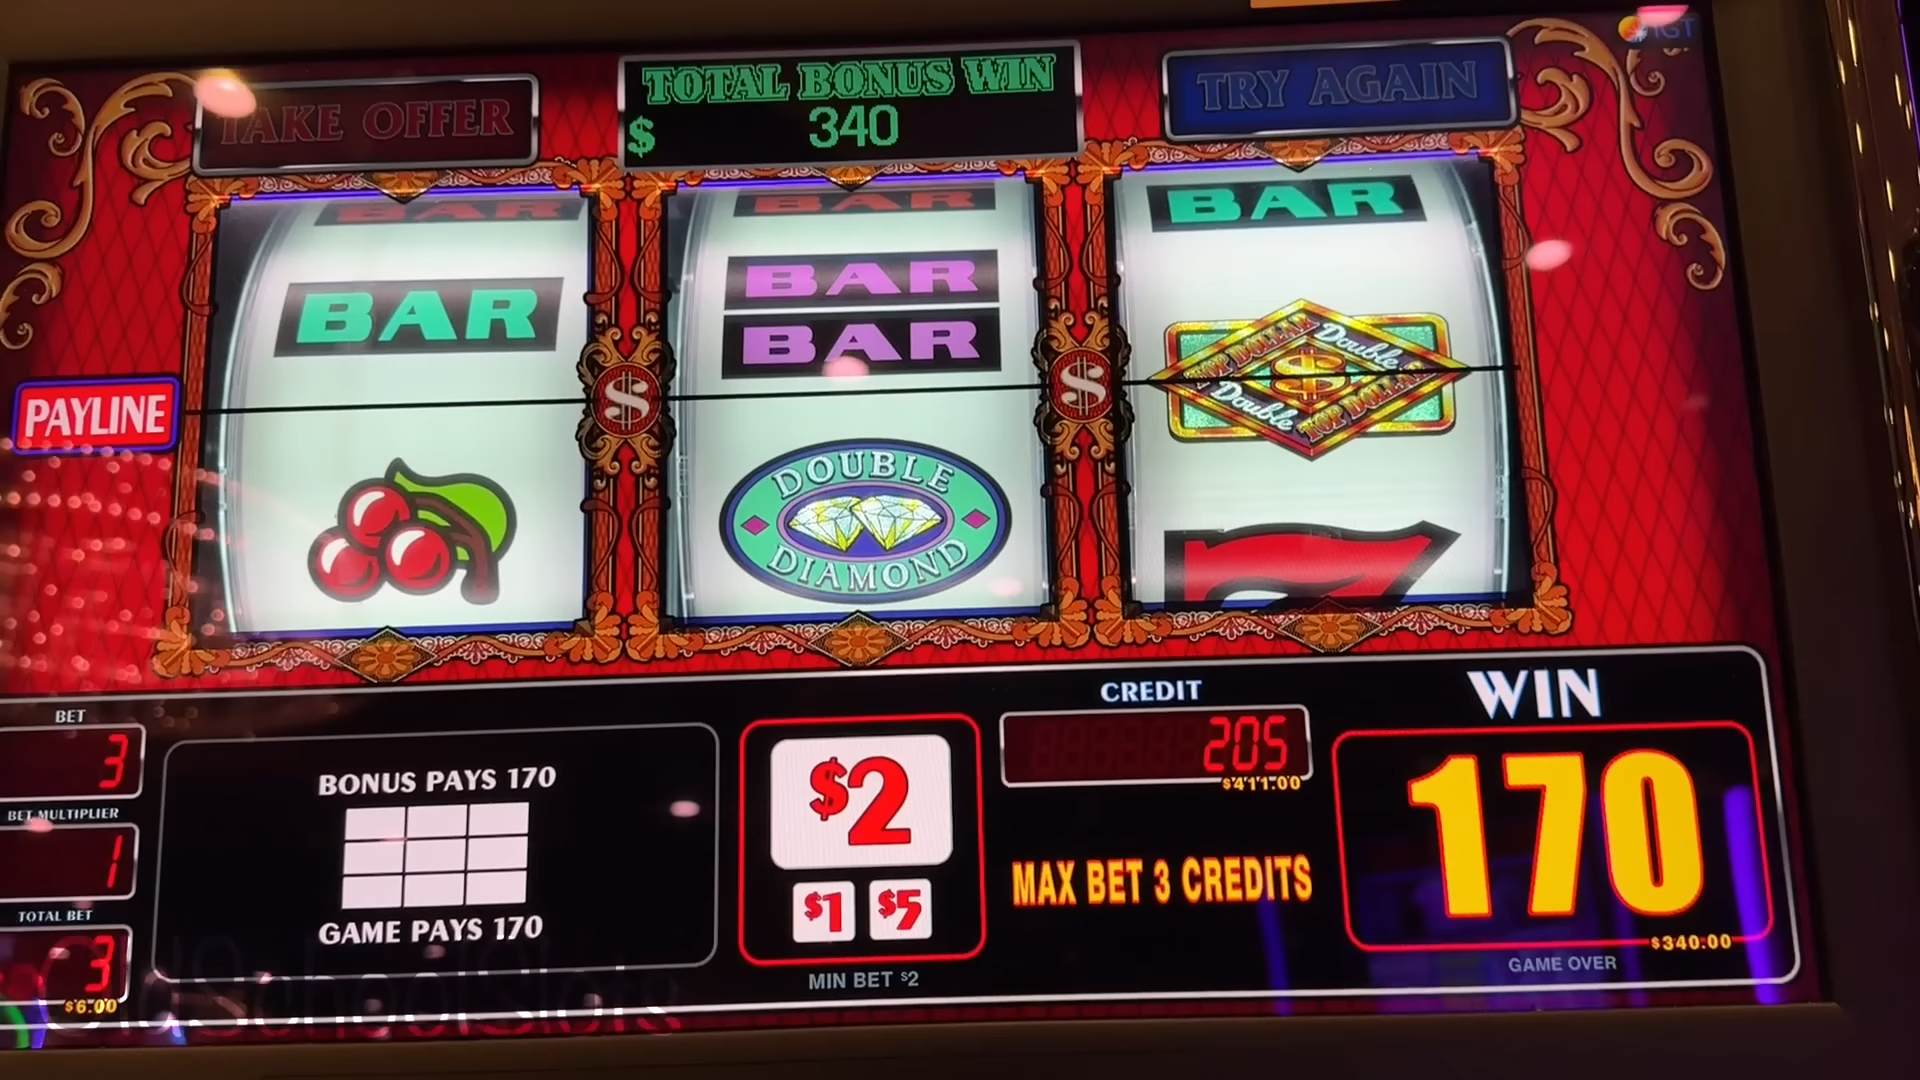 IGT
TAKE OFFER
TOTAL BONUS WIN
$ 340
TRY AGAIN
BAR
BAR
BAR
BAR
BAR
BAR
PAYLINE
$
$
TOP DOLLAR
Double
$
Double
TOP DOLLAR
DOUBLE
DIAMOND
7
BET
3
BET MULTIPLIER
1
TOTAL BET
3
$6.00
BONUS PAYS 170
GAME PAYS 170
$2
$1 $5
MIN BET $2
CREDIT
205
$411.00
MAX BET 3 CREDITS
WIN
170
$340.00
GAME OVER
OldSchoolSlots